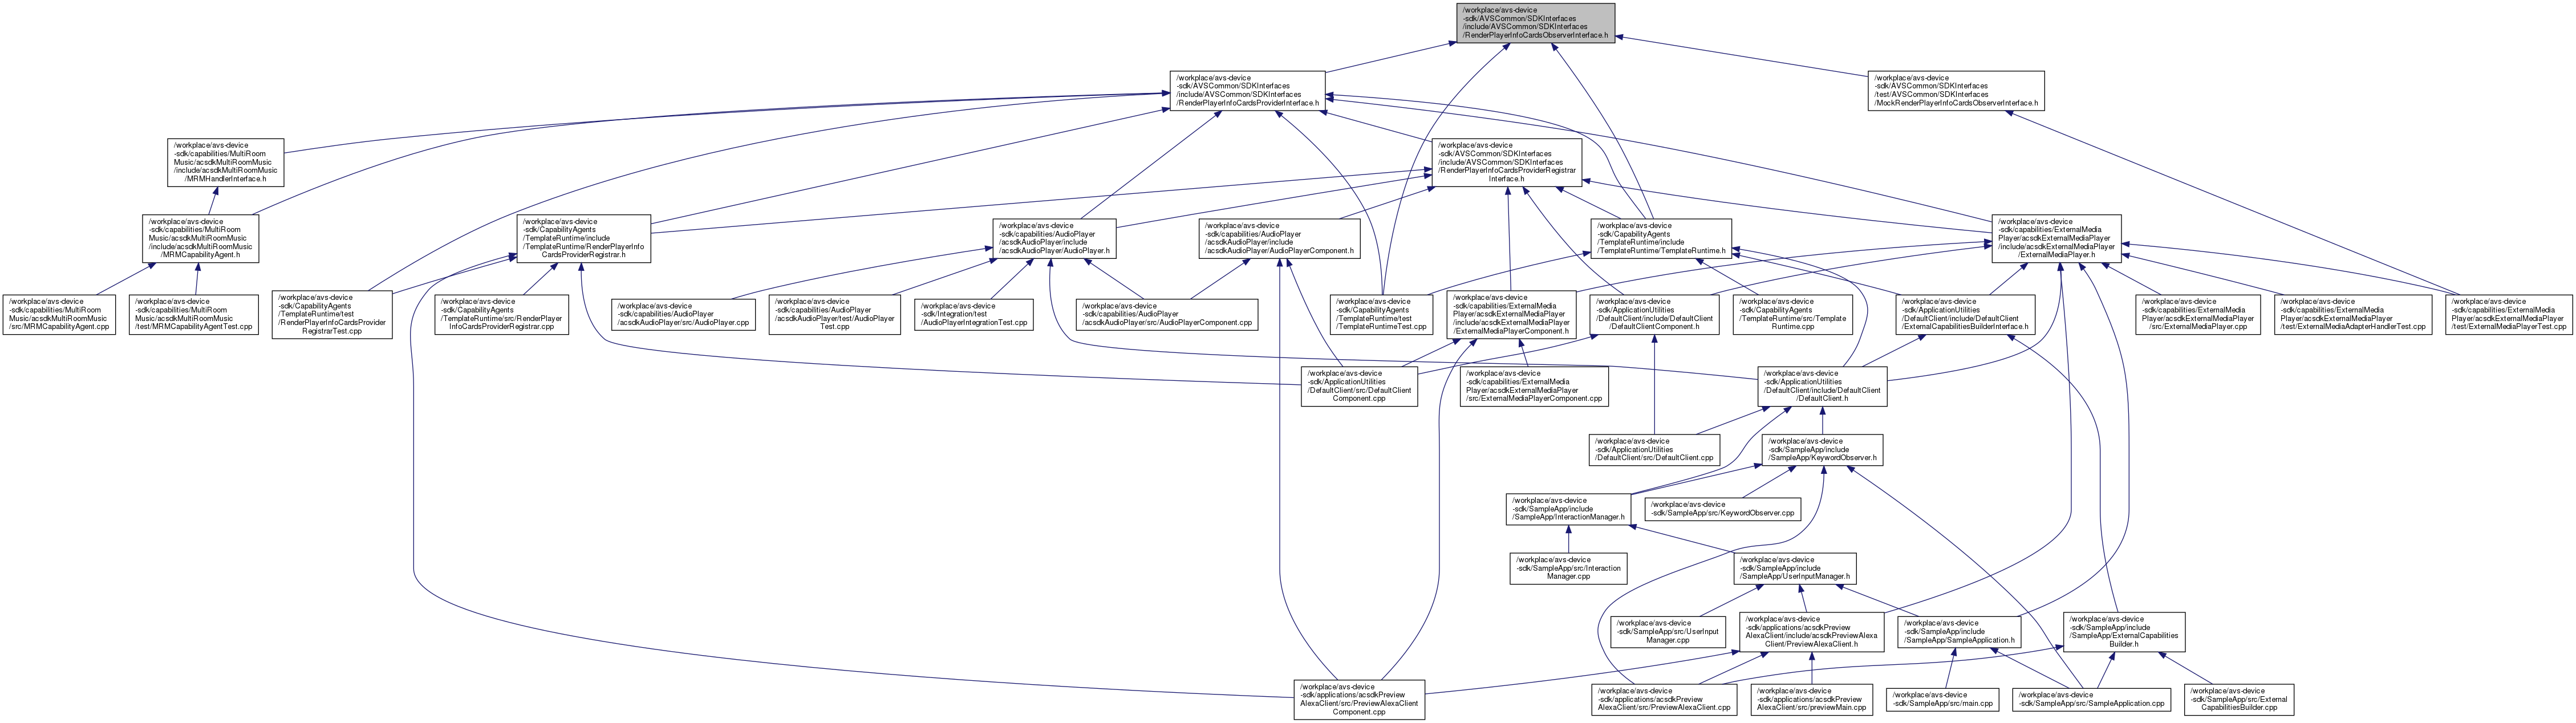 /workplace/avs-device
-sdk/AVSCommon/SDKInterfaces
/include/AVSCommon/SDKInterfaces
/RenderPlayerInfoCardsObserverInterface.h
/workplace/avs-device
-sdk/AVSCommon/SDKInterfaces
/include/AVSCommon/SDKInterfaces
/RenderPlayerInfoCardsProviderInterface.h
/workplace/avs-device
-sdk/AVSCommon/SDKInterfaces
/test/AVSCommon/SDKInterfaces
/MockRenderPlayerInfoCardsObserverInterface.h
/workplace/avs-device
-sdk/capabilities/MultiRoom
Music/acsdkMultiRoomMusic
/include/acsdkMultiRoomMusic
/MRMHandlerInterface.h
/workplace/avs-device
-sdk/AVSCommon/SDKInterfaces
/include/AVSCommon/SDKInterfaces
/RenderPlayerInfoCardsProviderRegistrar
Interface.h
/workplace/avs-device
-sdk/capabilities/MultiRoom
Music/acsdkMultiRoomMusic
/include/acsdkMultiRoomMusic
/MRMCapabilityAgent.h
/workplace/avs-device
-sdk/CapabilityAgents
/TemplateRuntime/include
/TemplateRuntime/RenderPlayerInfo
CardsProviderRegistrar.h
/workplace/avs-device
-sdk/capabilities/AudioPlayer
/acsdkAudioPlayer/include
/acsdkAudioPlayer/AudioPlayer.h
/workplace/avs-device
-sdk/capabilities/AudioPlayer
/acsdkAudioPlayer/include
/acsdkAudioPlayer/AudioPlayerComponent.h
/workplace/avs-device
-sdk/CapabilityAgents
/TemplateRuntime/include
/TemplateRuntime/TemplateRuntime.h
/workplace/avs-device
-sdk/capabilities/ExternalMedia
Player/acsdkExternalMediaPlayer
/include/acsdkExternalMediaPlayer
/ExternalMediaPlayer.h
/workplace/avs-device
-sdk/capabilities/MultiRoom
Music/acsdkMultiRoomMusic
/src/MRMCapabilityAgent.cpp
/workplace/avs-device
-sdk/capabilities/MultiRoom
Music/acsdkMultiRoomMusic
/test/MRMCapabilityAgentTest.cpp
/workplace/avs-device
-sdk/CapabilityAgents
/TemplateRuntime/test
/RenderPlayerInfoCardsProvider
RegistrarTest.cpp
/workplace/avs-device
-sdk/CapabilityAgents
/TemplateRuntime/src/RenderPlayer
InfoCardsProviderRegistrar.cpp
/workplace/avs-device
-sdk/capabilities/AudioPlayer
/acsdkAudioPlayer/src/AudioPlayer.cpp
/workplace/avs-device
-sdk/capabilities/AudioPlayer
/acsdkAudioPlayer/test/AudioPlayer
Test.cpp
/workplace/avs-device
-sdk/Integration/test
/AudioPlayerIntegrationTest.cpp
/workplace/avs-device
-sdk/capabilities/AudioPlayer
/acsdkAudioPlayer/src/AudioPlayerComponent.cpp
/workplace/avs-device
-sdk/CapabilityAgents
/TemplateRuntime/test
/TemplateRuntimeTest.cpp
/workplace/avs-device
-sdk/capabilities/ExternalMedia
Player/acsdkExternalMediaPlayer
/include/acsdkExternalMediaPlayer
/ExternalMediaPlayerComponent.h
/workplace/avs-device
-sdk/ApplicationUtilities
/DefaultClient/include/DefaultClient
/DefaultClientComponent.h
/workplace/avs-device
-sdk/CapabilityAgents
/TemplateRuntime/src/Template
Runtime.cpp
/workplace/avs-device
-sdk/ApplicationUtilities
/DefaultClient/include/DefaultClient
/ExternalCapabilitiesBuilderInterface.h
/workplace/avs-device
-sdk/capabilities/ExternalMedia
Player/acsdkExternalMediaPlayer
/src/ExternalMediaPlayer.cpp
/workplace/avs-device
-sdk/capabilities/ExternalMedia
Player/acsdkExternalMediaPlayer
/test/ExternalMediaAdapterHandlerTest.cpp
/workplace/avs-device
-sdk/capabilities/ExternalMedia
Player/acsdkExternalMediaPlayer
/test/ExternalMediaPlayerTest.cpp
/workplace/avs-device
-sdk/ApplicationUtilities
/DefaultClient/src/DefaultClient
Component.cpp
/workplace/avs-device
-sdk/capabilities/ExternalMedia
Player/acsdkExternalMediaPlayer
/src/ExternalMediaPlayerComponent.cpp
/workplace/avs-device
-sdk/ApplicationUtilities
/DefaultClient/include/DefaultClient
/DefaultClient.h
/workplace/avs-device
-sdk/ApplicationUtilities
/DefaultClient/src/DefaultClient.cpp
/workplace/avs-device
-sdk/SampleApp/include
/SampleApp/KeywordObserver.h
/workplace/avs-device
-sdk/SampleApp/include
/SampleApp/InteractionManager.h
/workplace/avs-device
-sdk/SampleApp/src/KeywordObserver.cpp
/workplace/avs-device
-sdk/SampleApp/src/Interaction
Manager.cpp
/workplace/avs-device
-sdk/SampleApp/include
/SampleApp/UserInputManager.h
/workplace/avs-device
-sdk/SampleApp/src/UserInput
Manager.cpp
/workplace/avs-device
-sdk/applications/acsdkPreview
AlexaClient/include/acsdkPreviewAlexa
Client/PreviewAlexaClient.h
/workplace/avs-device
-sdk/SampleApp/include
/SampleApp/SampleApplication.h
/workplace/avs-device
-sdk/SampleApp/include
/SampleApp/ExternalCapabilities
Builder.h
/workplace/avs-device
-sdk/applications/acsdkPreview
AlexaClient/src/PreviewAlexaClient
Component.cpp
/workplace/avs-device
-sdk/applications/acsdkPreview
AlexaClient/src/PreviewAlexaClient.cpp
/workplace/avs-device
-sdk/applications/acsdkPreview
AlexaClient/src/previewMain.cpp
/workplace/avs-device
-sdk/SampleApp/src/main.cpp
/workplace/avs-device
-sdk/SampleApp/src/SampleApplication.cpp
/workplace/avs-device
-sdk/SampleApp/src/External
CapabilitiesBuilder.cpp